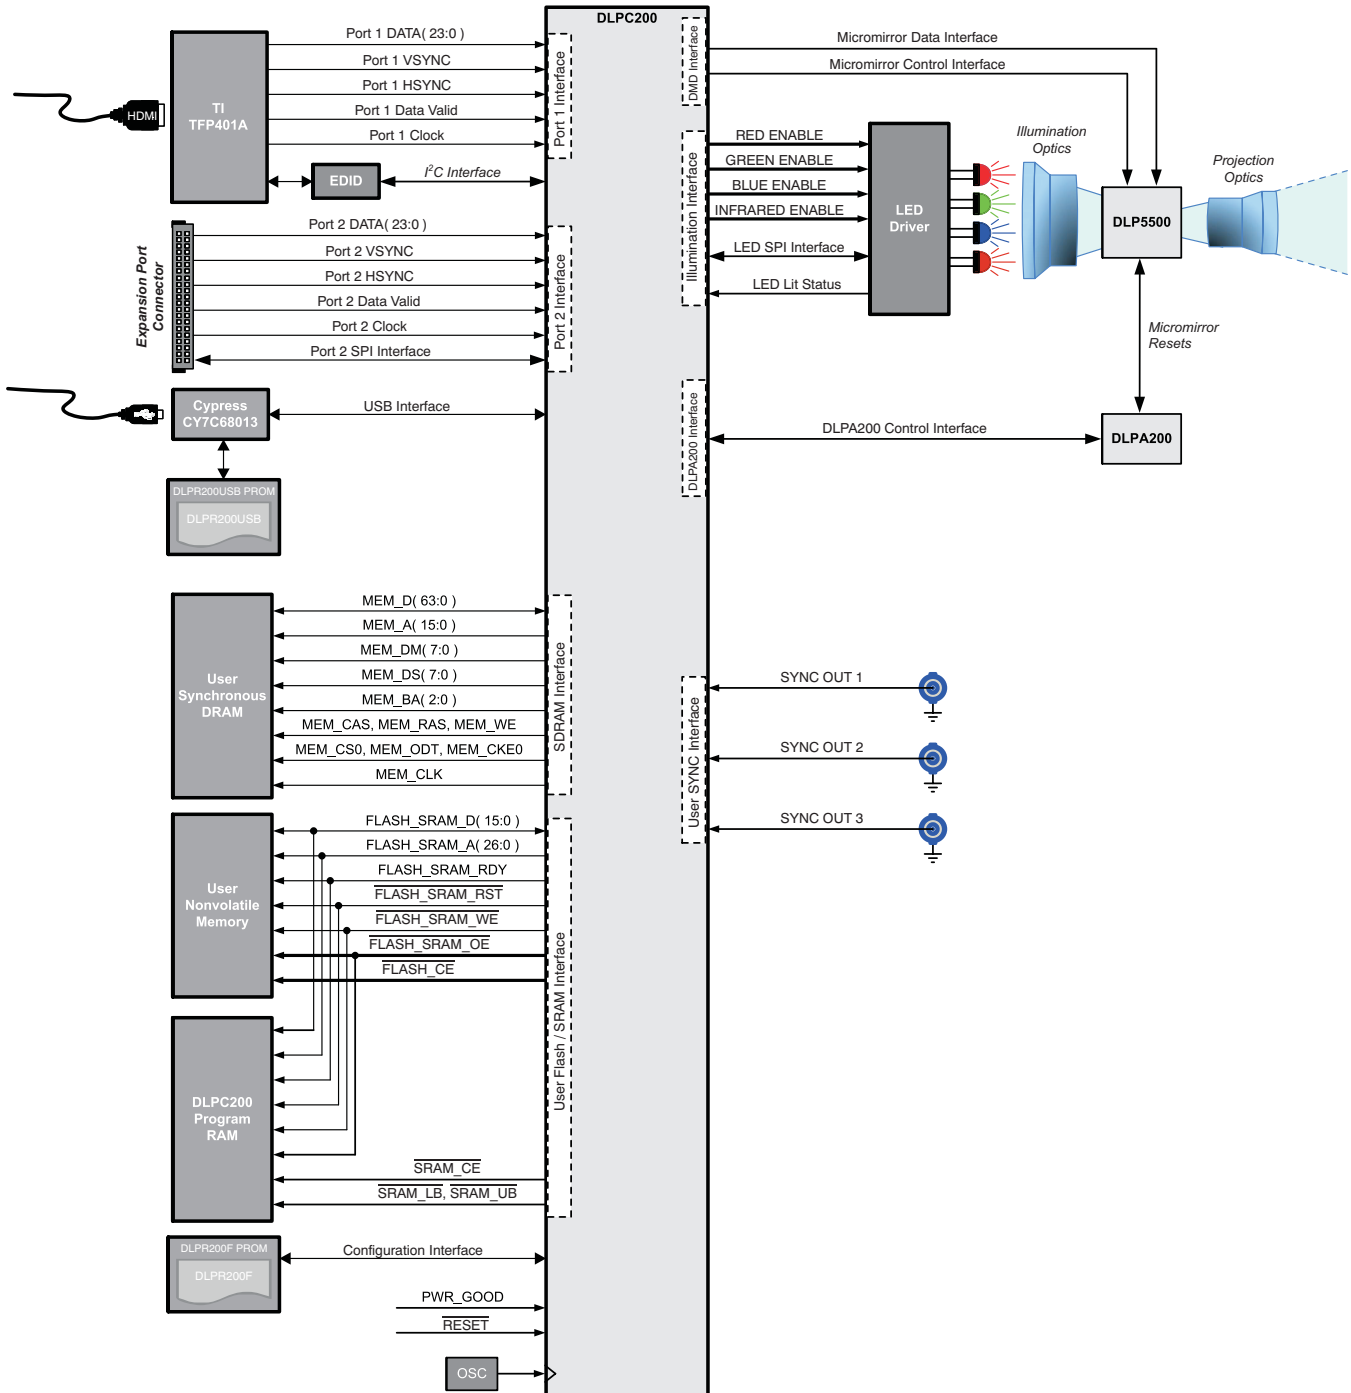 DLPC200
Port 1 DATA( 23:0 )
Port 1 VSYNC
Port 1 HSYNC
Port 1 Data Valid
Port 1 Clock
I²C Interface
HDMI
TI
TFP401A
EDID
Port 1 Interface
Expansion Port
Connector
Port 2 DATA( 23:0 )
Port 2 VSYNC
Port 2 HSYNC
Port 2 Data Valid
Port 2 Clock
Port 2 SPI Interface
Port 2 Interface
Cypress
CY7C68013
USB Interface
DLPR200USB PROM
DLPR200USB
User
Synchronous
DRAM
MEM_D( 63:0 )
MEM_A( 15:0 )
MEM_DM( 7:0 )
MEM_DS( 7:0 )
MEM_BA( 2:0 )
MEM_CAS, MEM_RAS, MEM_WE
MEM_CS0, MEM_ODT, MEM_CKE0
MEM_CLK
SDRAM Interface
User
Nonvolatile
Memory
FLASH_SRAM_D( 15:0 )
FLASH_SRAM_A( 26:0 )
FLASH_SRAM_RDY
FLASH_SRAM_RST
FLASH_SRAM_WE
FLASH_SRAM_OE
FLASH_CE
User Flash / SRAM Interface
DLPC200
Program
RAM
SRAM_CE
SRAM_LB, SRAM_UB
DLPR200F PROM
DLPR200F
Configuration Interface
PWR_GOOD
RESET
OSC
DMD Interface
Micromirror Data Interface
Micromirror Control Interface
Illumination Interface
RED ENABLE
GREEN ENABLE
BLUE ENABLE
INFRARED ENABLE
LED SPI Interface
LED Lit Status
LED
Driver
Illumination
Optics
DLP5500
Projection
Optics
Micromirror
Resets
DLPA200 Interface
DLPA200 Control Interface
DLPA200
User SYNC Interface
SYNC OUT 1
SYNC OUT 2
SYNC OUT 3